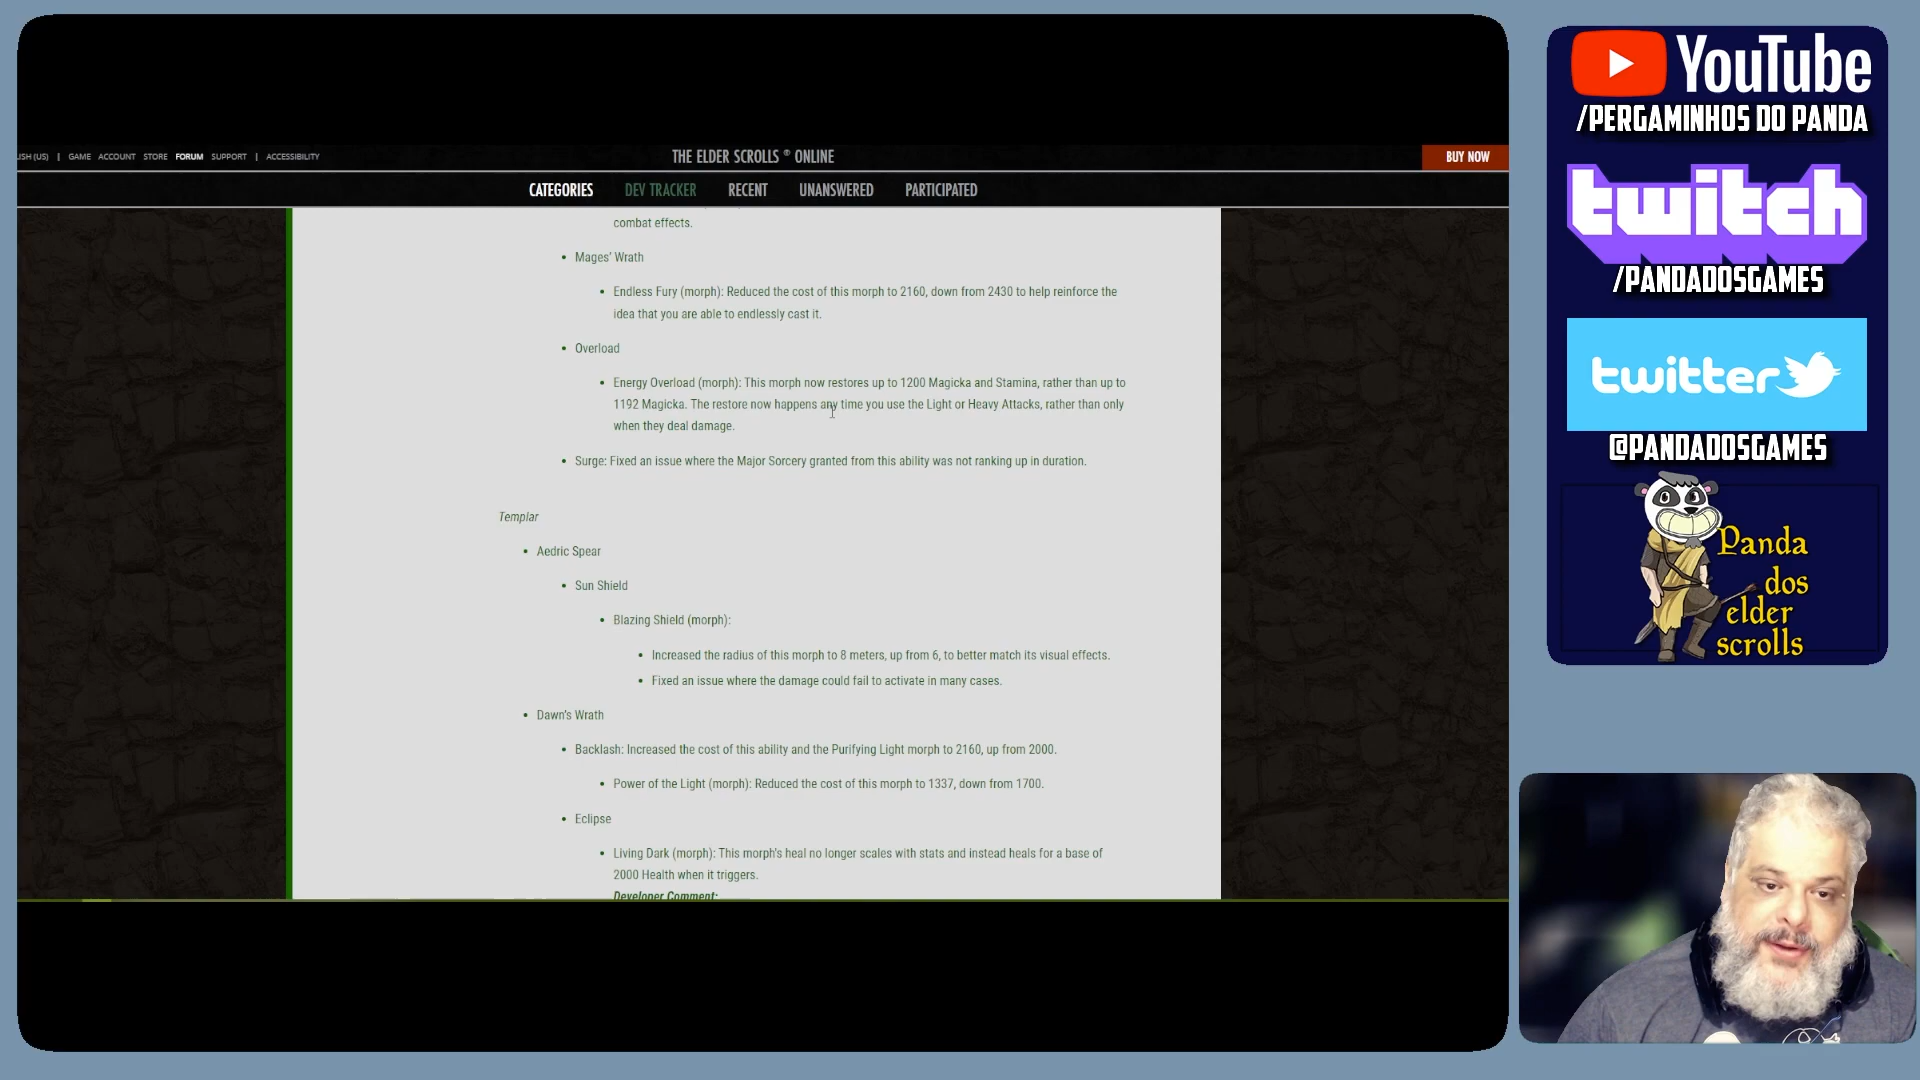 JSH (US) | GAME ACCOUNT STORE FORUM SUPPORT | ACCESSIBILITY
THE ELDER SCROLLS ® ONLINE
BUY NOW
CATEGORIES DEV TRACKER RECENT UNANSWERED PARTICIPATED
combat effects.
• Mages' Wrath
• Endless Fury (morph): Reduced the cost of this morph to 2160, down from 2430 to help reinforce the
idea that you are able to endlessly cast it.
• Overload
• Energy Overload (morph): This morph now restores up to 1200 Magicka and Stamina, rather than up to
1192 Magicka. The restore now happens any time you use the Light or Heavy Attacks, rather than only
when they deal damage.
• Surge: Fixed an issue where the Major Sorcery granted from this ability was not ranking up in duration.
Templar
• Aedric Spear
• Sun Shield
• Blazing Shield (morph):
• Increased the radius of this morph to 8 meters, up from 6, to better match its visual effects.
• Fixed an issue where the damage could fail to activate in many cases.
• Dawn's Wrath
• Backlash: Increased the cost of this ability and the Purifying Light morph to 2160, up from 2000.
• Power of the Light (morph): Reduced the cost of this morph to 1337, down from 1700.
• Eclipse
• Living Dark (morph): This morph's heal no longer scales with stats and instead heals for a base of
2000 Health when it triggers.
Developer Comment:
YouTube
/PERGAMINHOS DO PANDA
twitch
/PANDADOSGAMES
twitter
@PANDADOSGAMES
Panda
dos
elder
scrolls